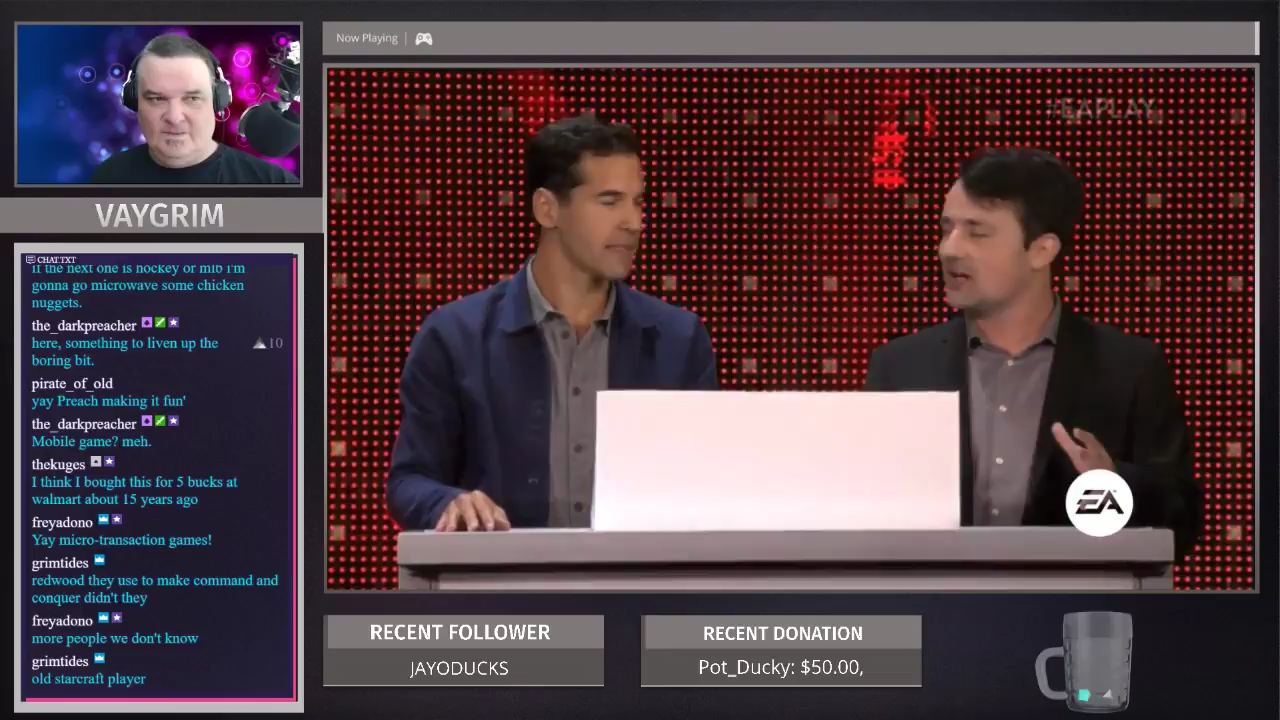 Now Playing
#EAPLAY
VAYGRIM
CHAT.TXT
if the next one is hockey or mlb i'm
gonna go microwave some chicken
nuggets.
the_darkpreacher
here, something to liven up the
10
boring bit.
pirate_of_old
yay Preach making it fun'
the_darkpreacher
Mobile game? meh.
thekuges
I think I bought this for 5 bucks at
walmart about 15 years ago
freyadono
Yay micro-transaction games!
grimtides
redwood they use to make command and
conquer didn't they
freyadono
more people we don't know
grimtides
old starcraft player
EA
RECENT FOLLOWER
JAYODUCKS
RECENT DONATION
Pot_Ducky: $50.00,